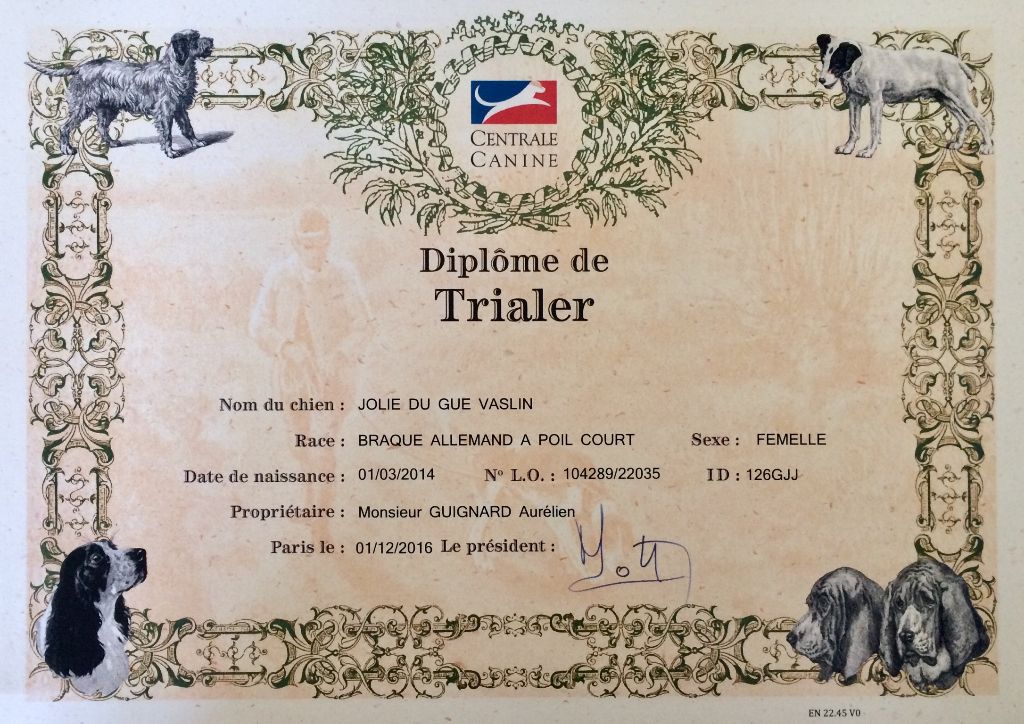 CENTRALE
CANINE
Diplôme de
Trialer
Nom du chien : JOLIE DU GUE VASLIN
Race : BRAQUE ALLEMAND A POIL COURT Sexe : FEMELLE
Date de naissance : 01/03/2014 Nº L.O. : 104289/22035 ID : 126GJJ
Propriétaire : Monsieur GUIGNARD Aurélien
Paris le : 01/12/2016 Le président :
EN 22.45 V0